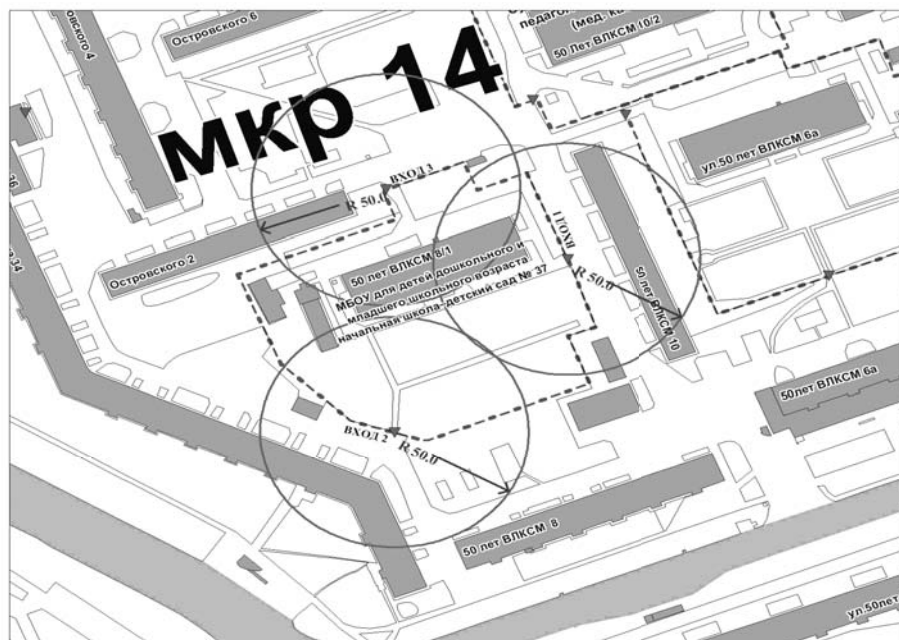 Островского 6
педаго
(мед. ка
50 Лет ВЛКСМ 10/2
мкр 14
ул.50 лет ВЛКСМ 6а
ВХОД 3
R 50.0
Островского 2
50 лет ВЛКСМ 8/1
МБОУ для детей дошкольного и
младшего школьного возраста
начальная школа-детский сад № 37
ВХОД 1
R 50.0
50 лет ВЛКСМ 10
50лет ВЛКСМ 6а
ВХОД 2
R 50.0
50 лет ВЛКСМ 8
ул.50лет